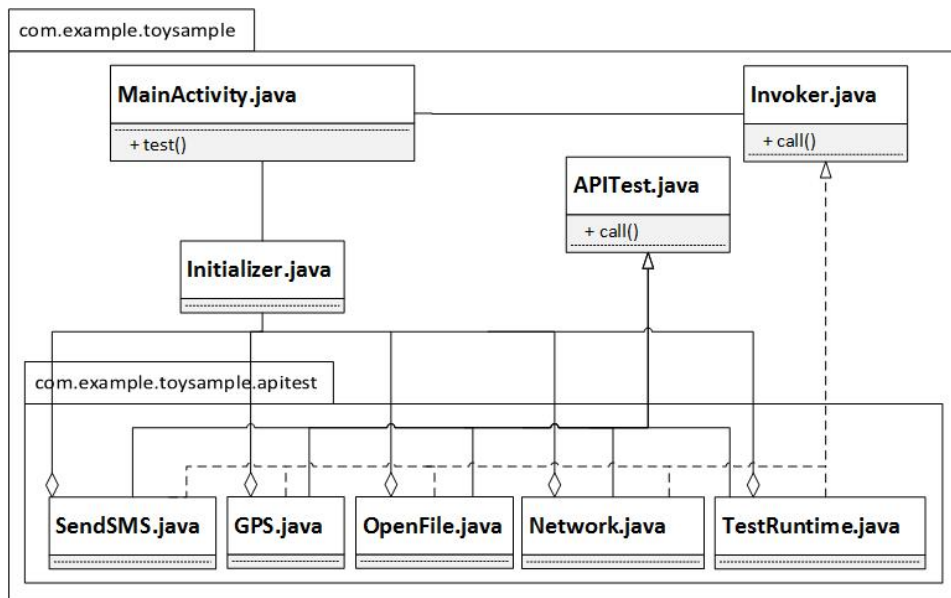 com.example.toysample
MainActivity.java
+ test()
Invoker.java
+ call()
APITest.java
+ call()
Initializer.java
com.example.toysample.apitest
SendSMS.java
GPS.java
OpenFile.java
Network.java
TestRuntime.java